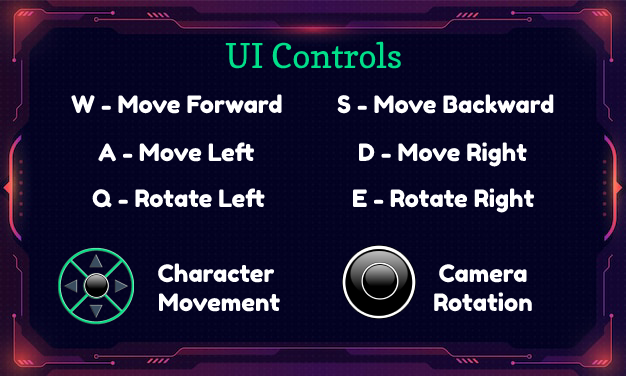 UI Controls
W - Move Forward
S - Move Backward
A - Move Left
D - Move Right
Q - Rotate Left
E - Rotate Right
Character
Movement
Camera
Rotation